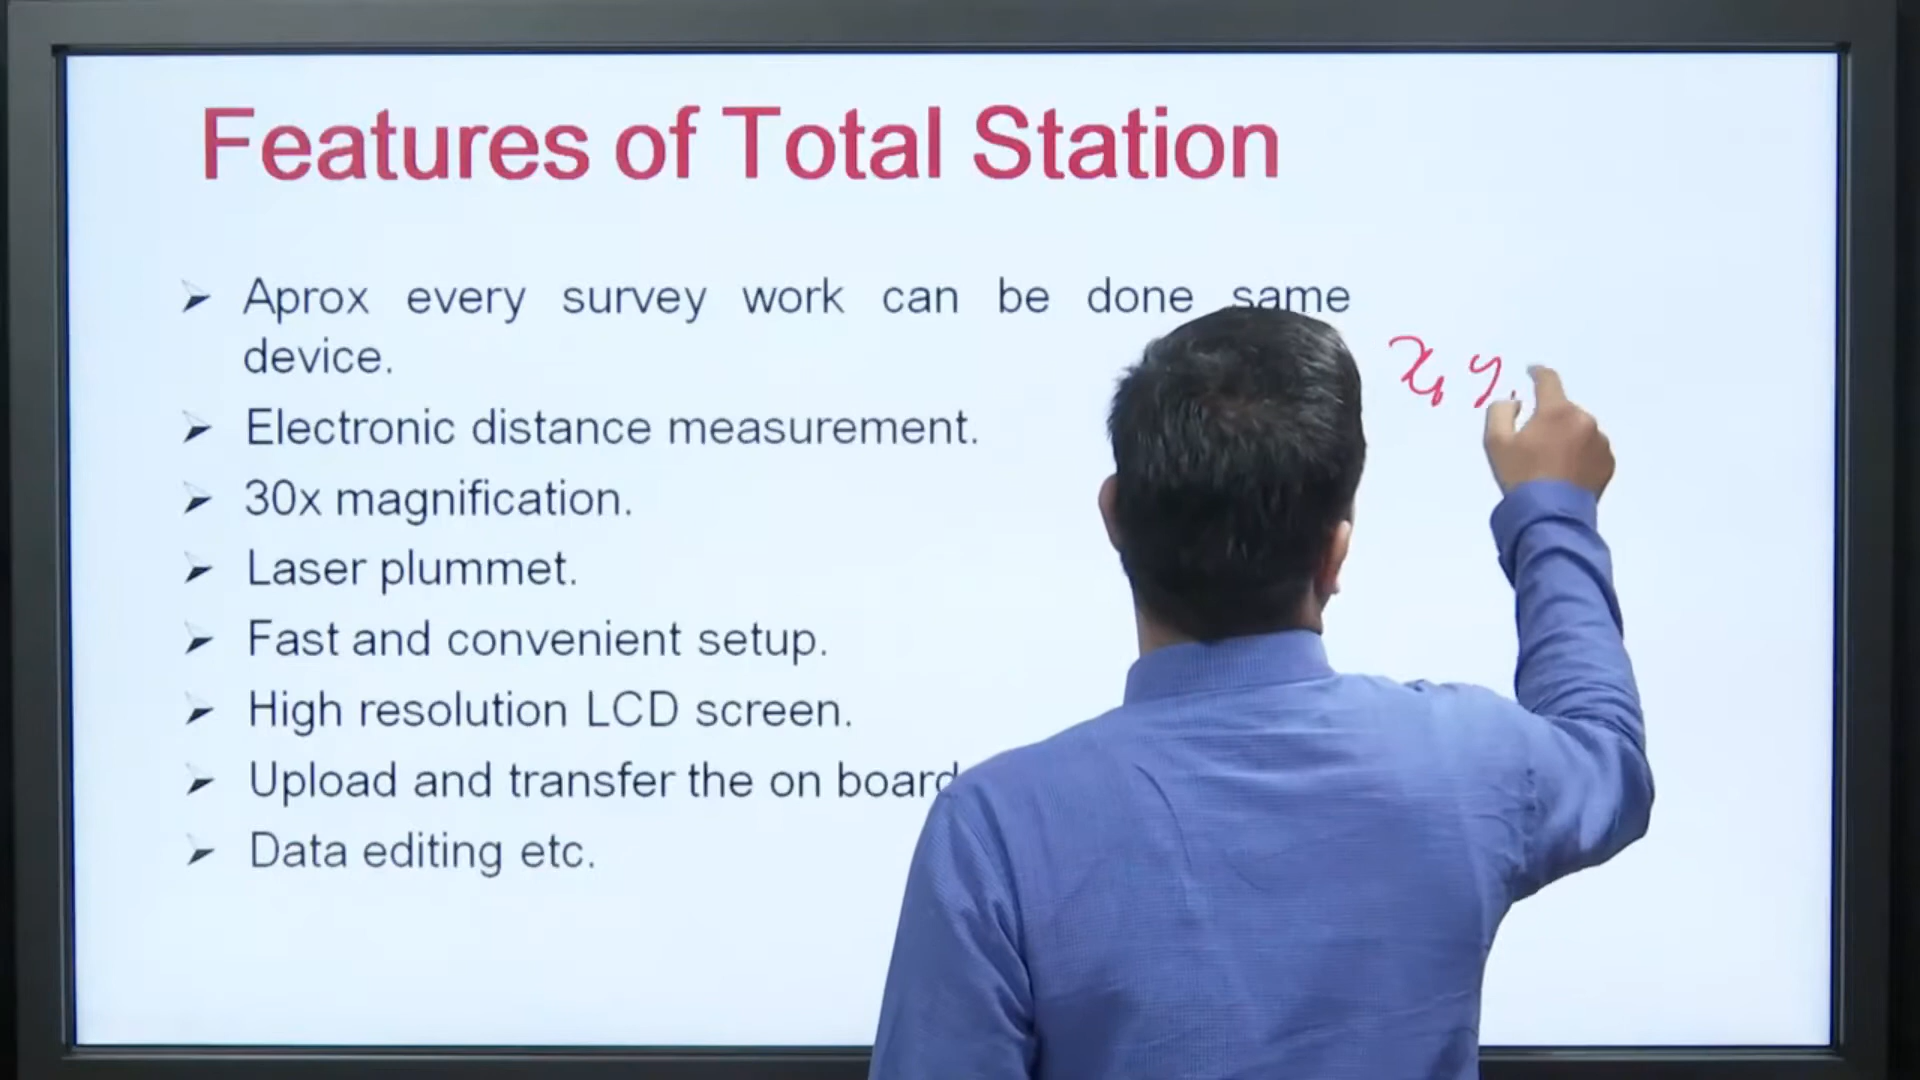 Features of Total Station
Aprox every survey work can be done same
device.
Electronic distance measurement.
30x magnification.
Laser plummet.
Fast and convenient setup.
High resolution LCD screen.
Upload and transfer the on board
Data editing etc.
x, y,